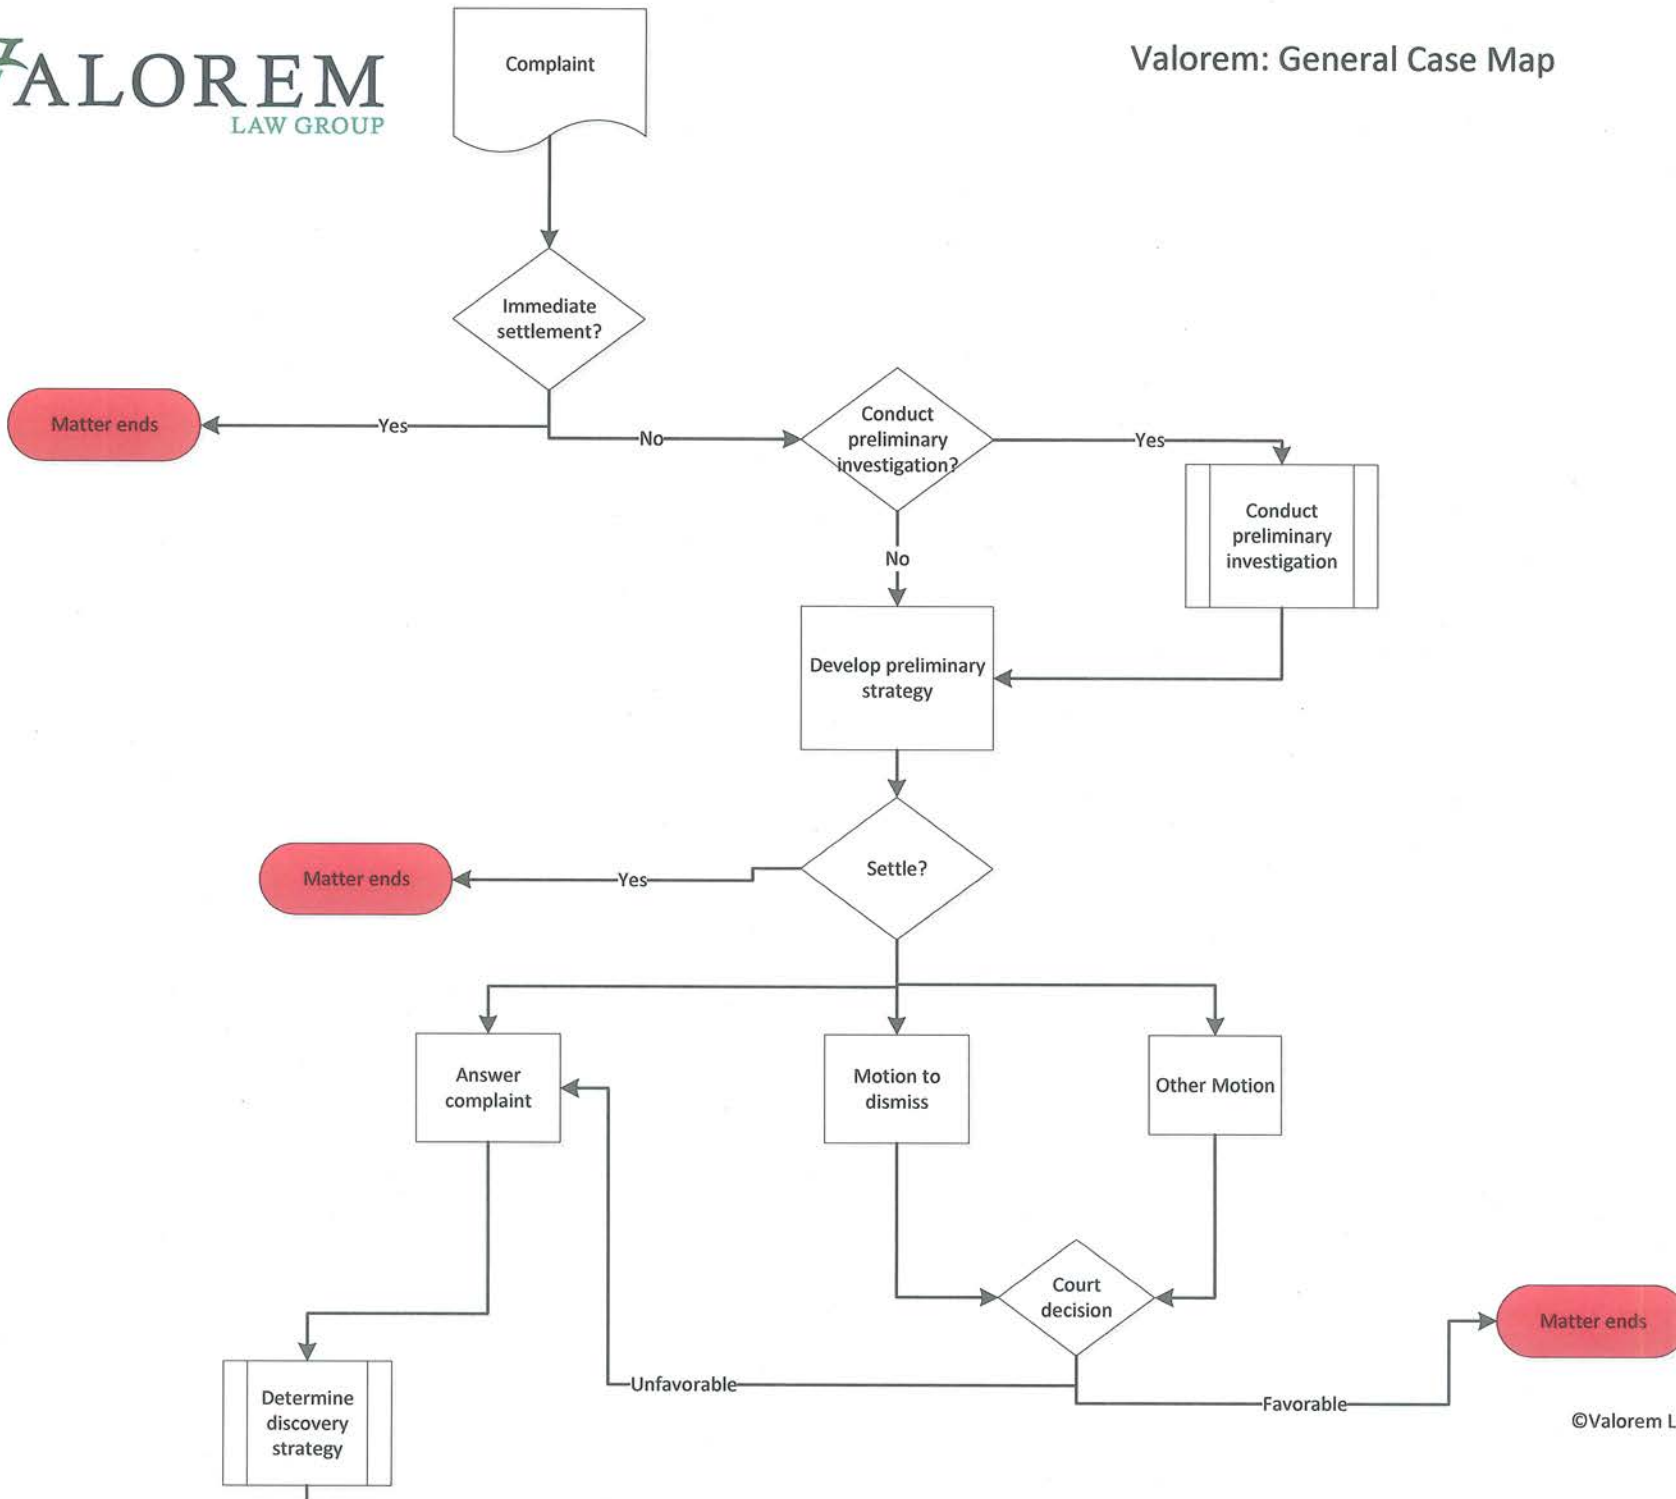 VALOREM
LAW GROUP
Complaint
Valorem: General Case Map
Immediate
settlement?
Matter ends
Yes
No
Conduct
preliminary
investigation?
Yes
Conduct
preliminary
investigation
No
Develop preliminary
strategy
Settle?
Matter ends
Yes
Answer
complaint
Motion to
dismiss
Other Motion
Court
decision
Matter ends
Unfavorable
Favorable
Determine
discovery
strategy
©Valorem L